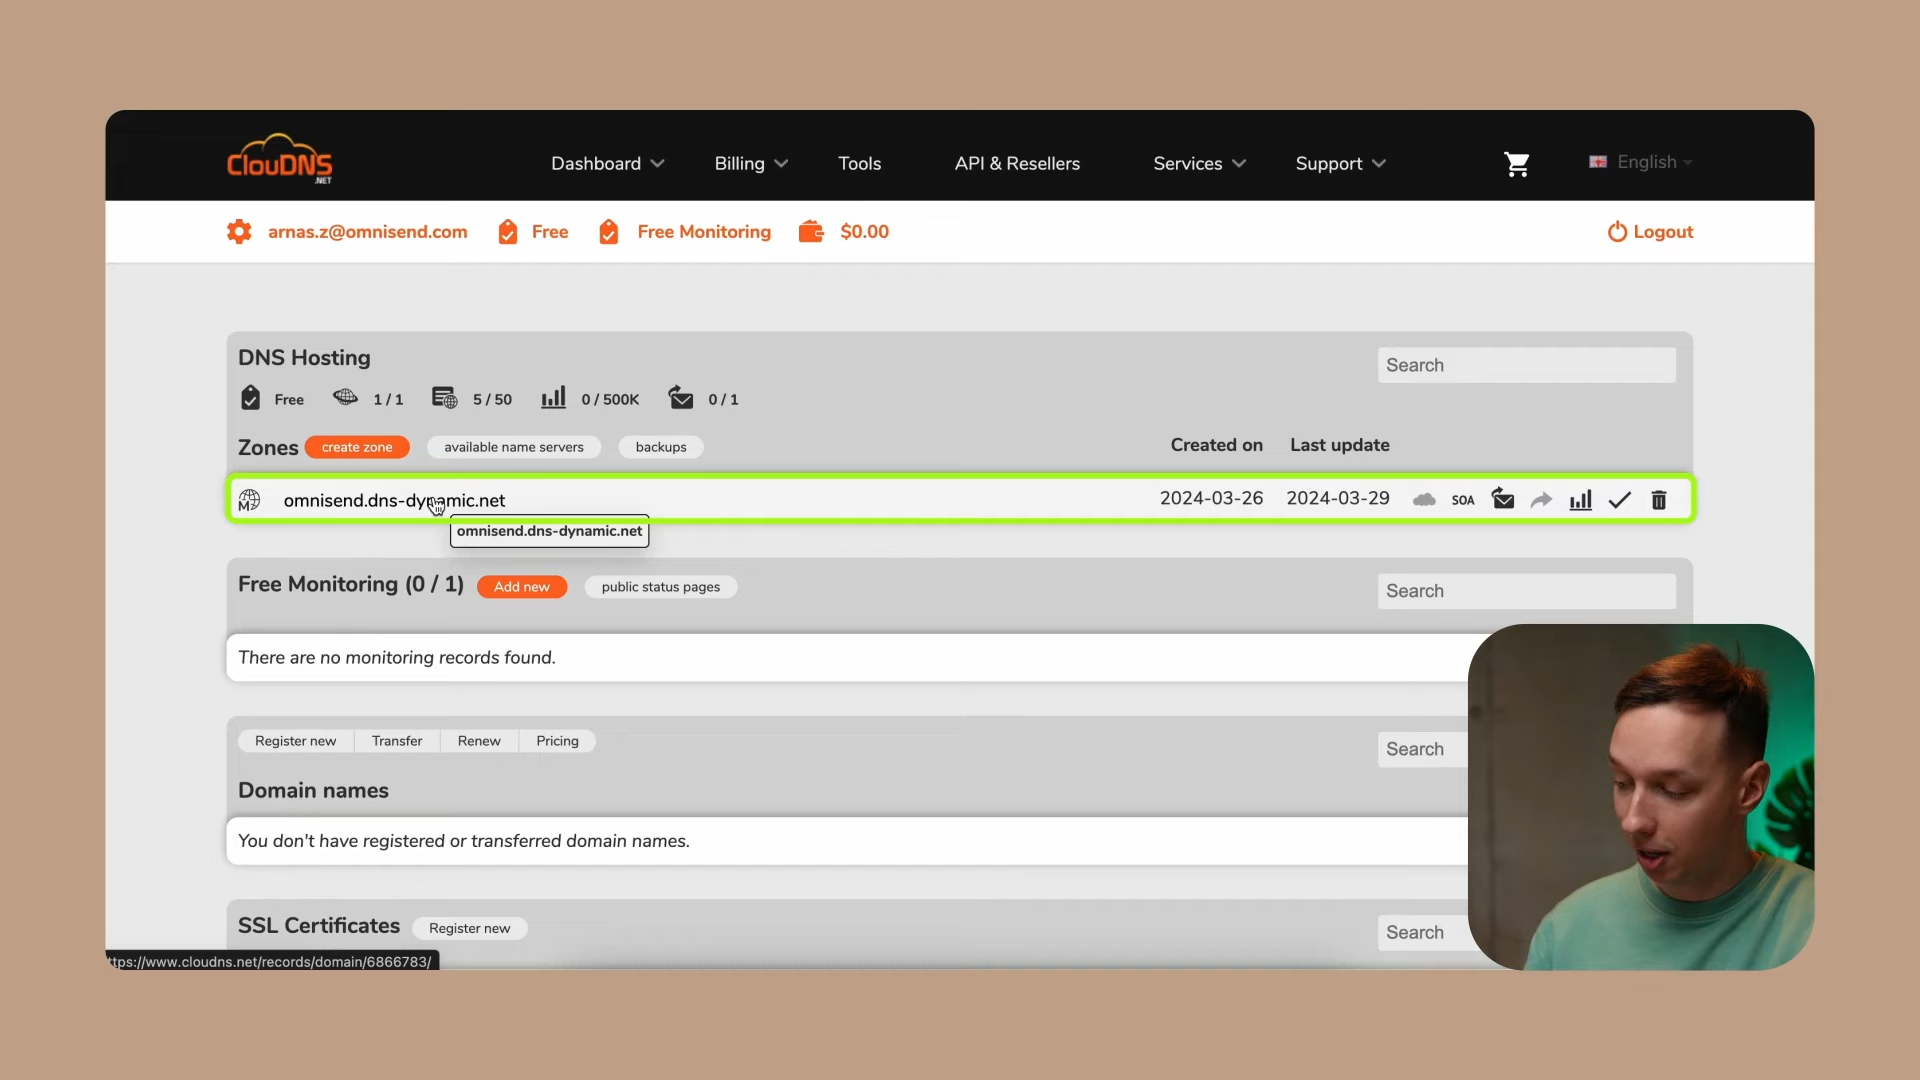 ClouDNS
.NET
Dashboard Billing Tools API & Resellers Services Support English
arnas.z@omnisend.com Free Free Monitoring $0.00 Logout
DNS Hosting
Search
Free 1 / 1 5 / 50 0 / 500K 0 / 1
Zones create zone available name servers backups Created on Last update
M omnisend.dns-dynamic.net 2024-03-26 2024-03-29 SOA
omnisend.dns-dynamic.net
Free Monitoring (0 / 1) Add new public status pages Search
There are no monitoring records found.
Register new Transfer Renew Pricing Search
Domain names
You don't have registered or transferred domain names.
SSL Certificates Register new Search
ttps://www.cloudns.net/records/domain/6866783/